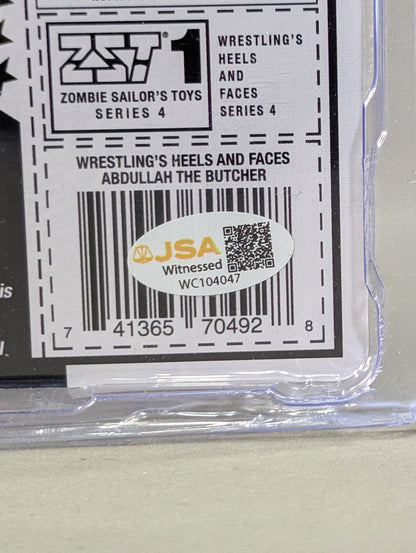 ZST 1
ZOMBIE SAILOR'S TOYS
SERIES 4
WRESTLING'S
HEELS
AND
FACES
SERIES 4
WRESTLING'S HEELS AND FACES
ABDULLAH THE BUTCHER
JSA
Witnessed
WC104047
7 41365 70492 8
is